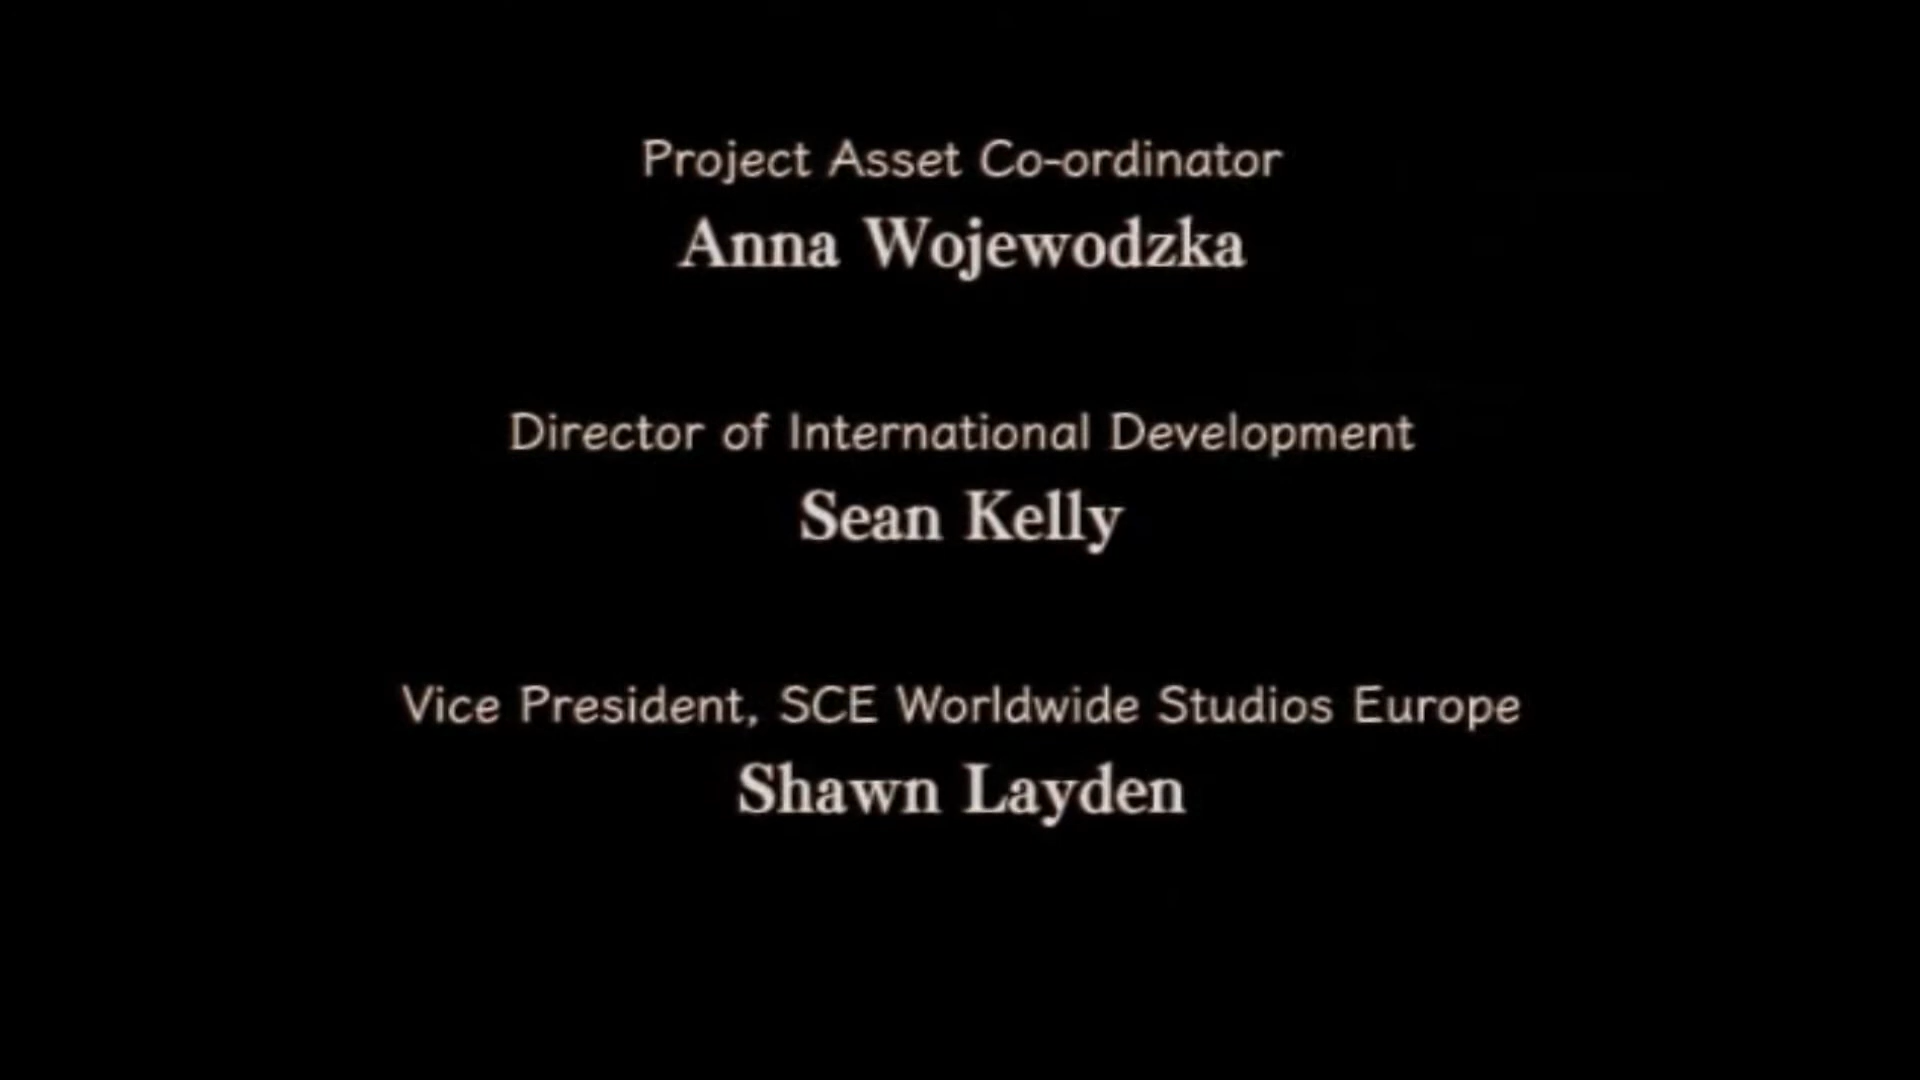 Project Asset Co-ordinator
Anna Wojewodzka
Director of International Development
Sean Kelly
Vice President, SCE Worldwide Studios Europe
Shawn Layden